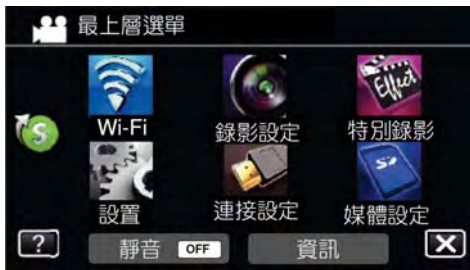 最上層選單
Effect
S
Wi-Fi 錄影設定 特別錄影
SD
設置 連接設定 媒體設定
? 靜音 OFF 資訊 X